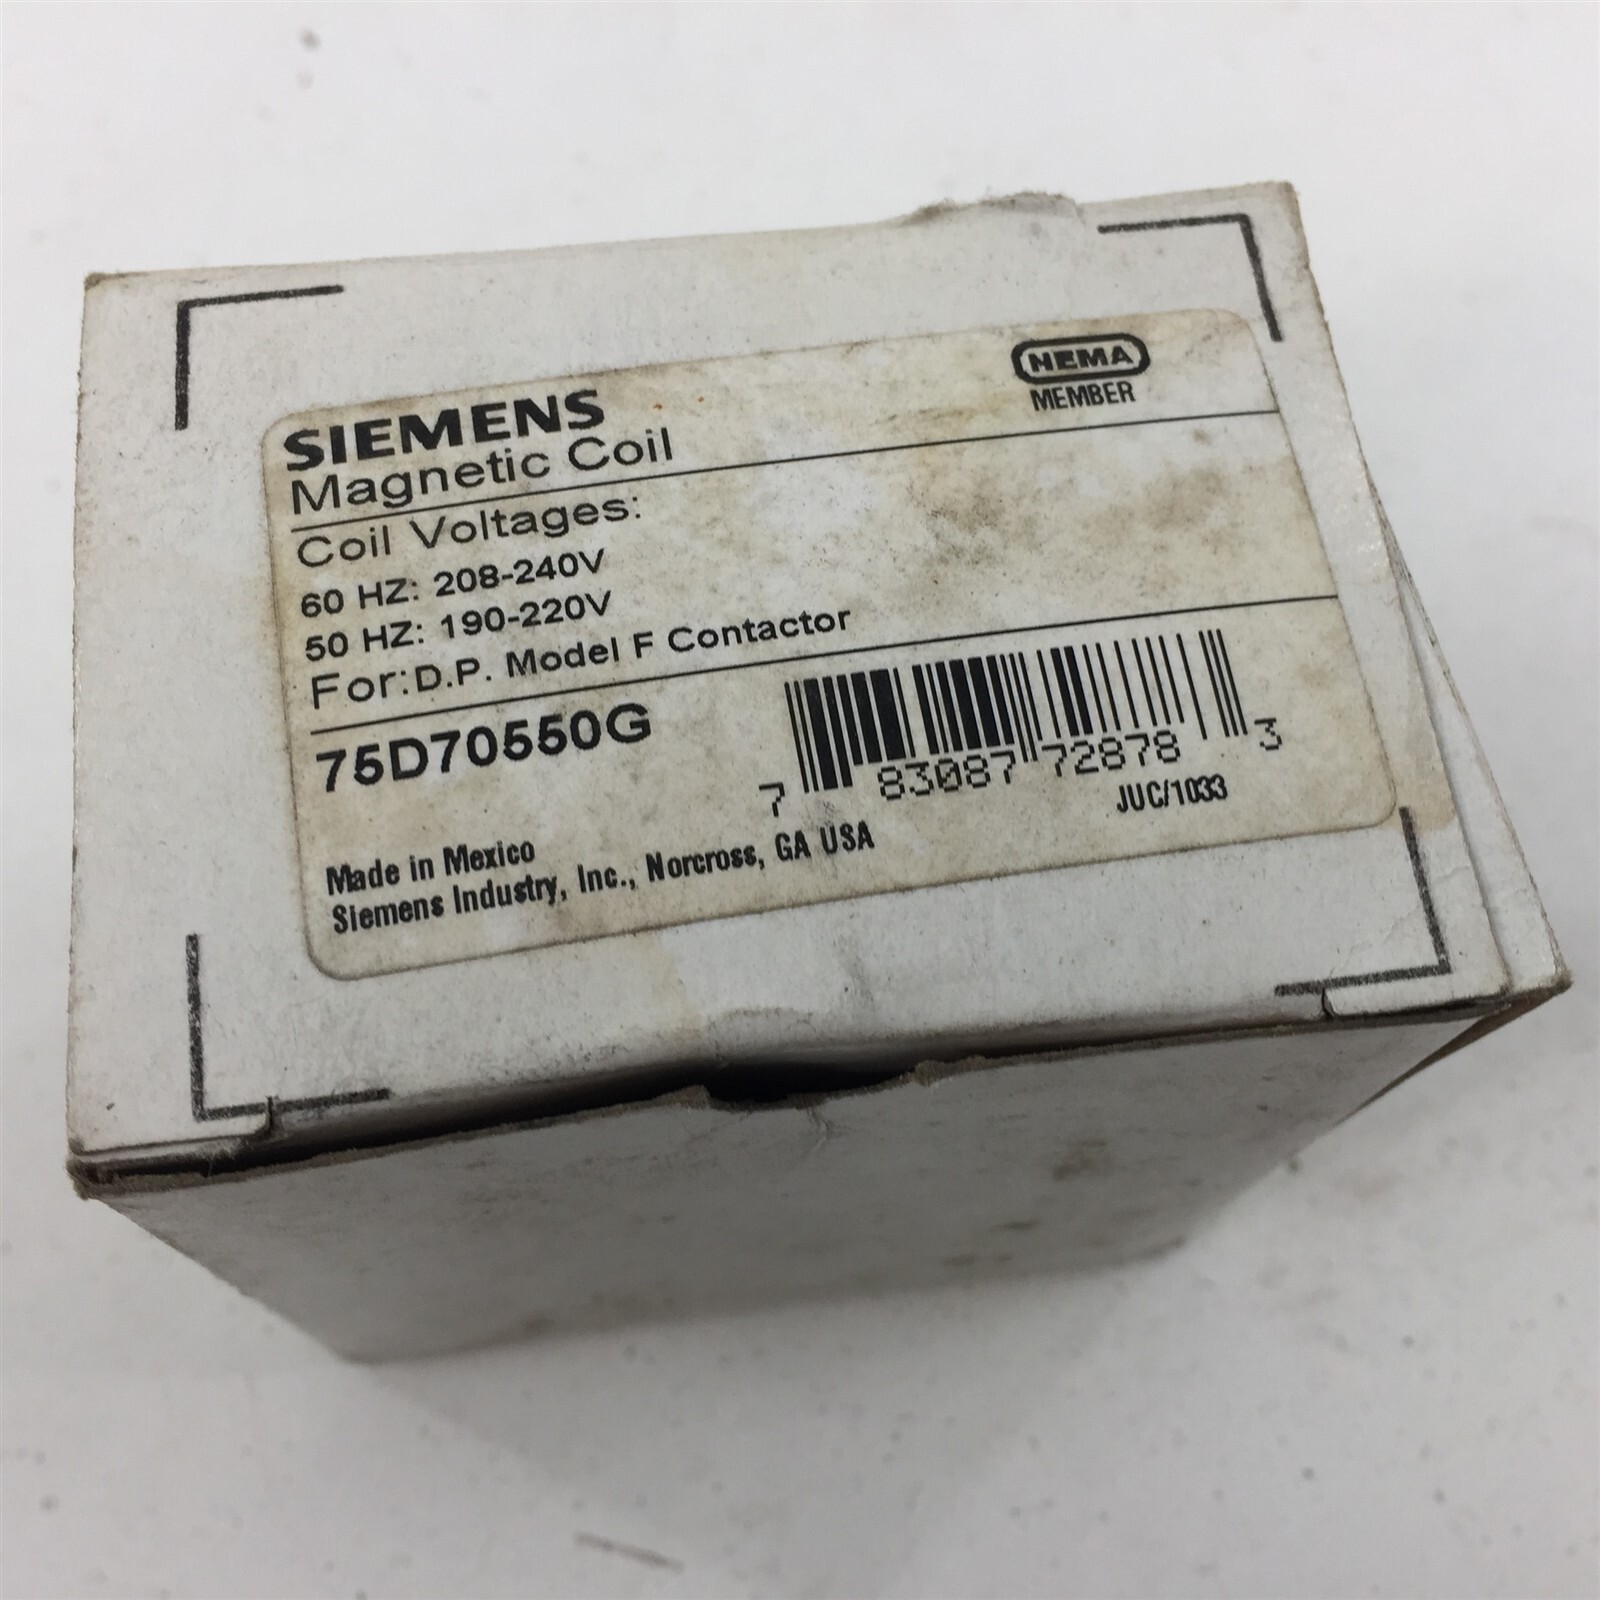 NEMA
MEMBER
SIEMENS
Magnetic Coil
Coil Voltages:
60 HZ: 208-240V
50 HZ: 190-220V
For: D.P. Model F Contactor
75D70550G
7 83087 72878 3
JUC/1033
Made in Mexico
Siemens Industry, Inc., Norcross, GA USA